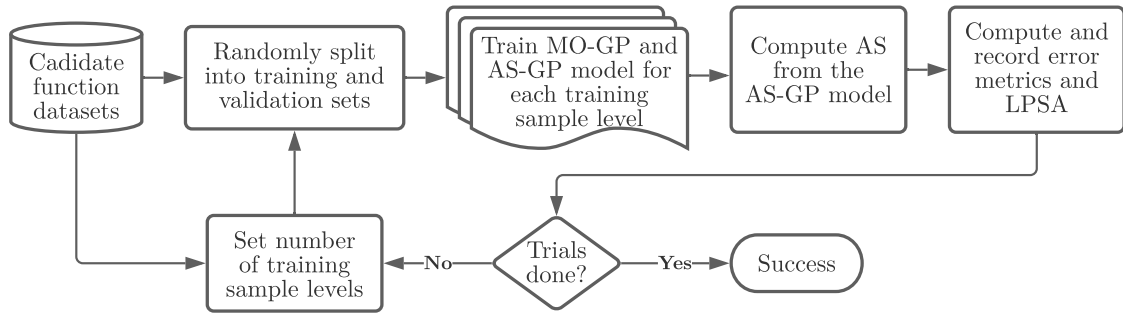 Cadidate
function
datasets
Randomly split
into training and
validation sets
Train MO-GP and
AS-GP model for
each training
sample level
Compute AS
from the
AS-GP model
Compute and
record error
metrics and
LPSA
Set number
of training
sample levels
No
Trials
done?
Yes
Success